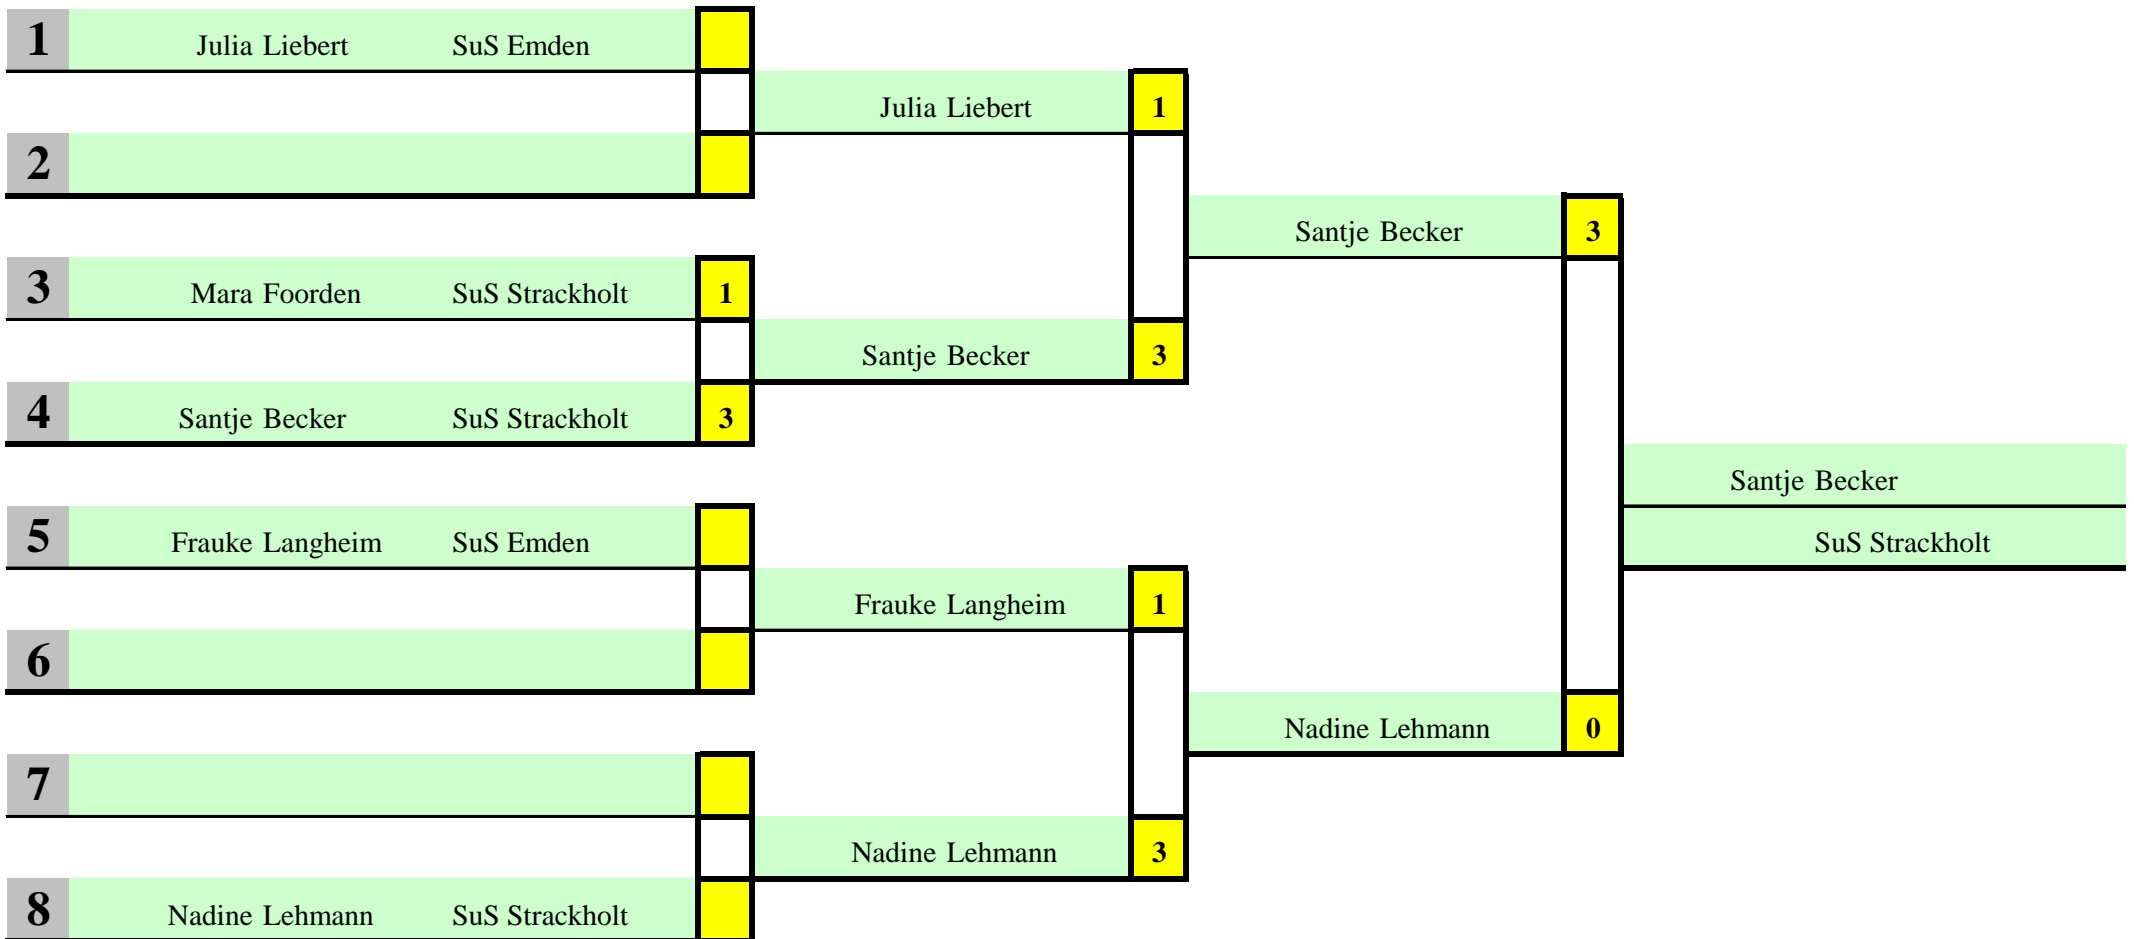 1 Julia Liebert SuS Emden
Julia Liebert 1
2
Santje Becker 3
3 Mara Foorden SuS Strackholt 1
Santje Becker 3
4 Santje Becker SuS Strackholt 3
Santje Becker
5 Frauke Langheim SuS Emden
SuS Strackholt
Frauke Langheim 1
6
Nadine Lehmann 0
7
Nadine Lehmann 3
8 Nadine Lehmann SuS Strackholt